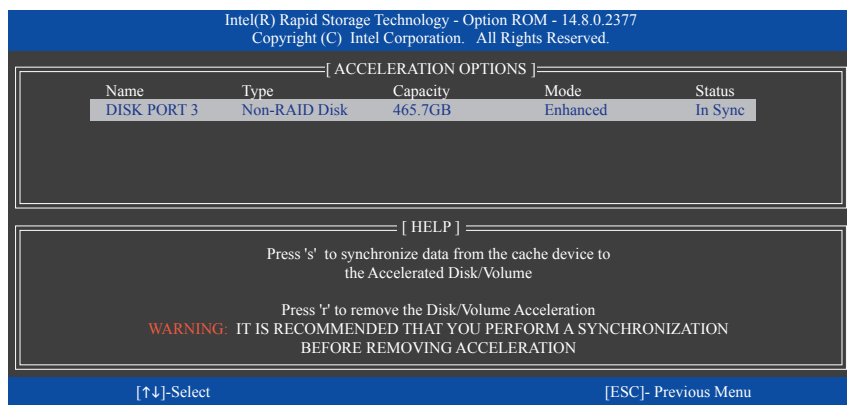 Intel(R) Rapid Storage Technology - Option ROM - 14.8.0.2377
Copyright (C) Intel Corporation. All Rights Reserved.
[ ACCELERATION OPTIONS ]
Name Type Capacity Mode Status
DISK PORT 3 Non-RAID Disk 465.7GB Enhanced In Sync
[ HELP ]
Press 's' to synchronize data from the cache device to
the Accelerated Disk/Volume
Press 'r' to remove the Disk/Volume Acceleration
WARNING: IT IS RECOMMENDED THAT YOU PERFORM A SYNCHRONIZATION
BEFORE REMOVING ACCELERATION
[↑↓]-Select [ESC]- Previous Menu